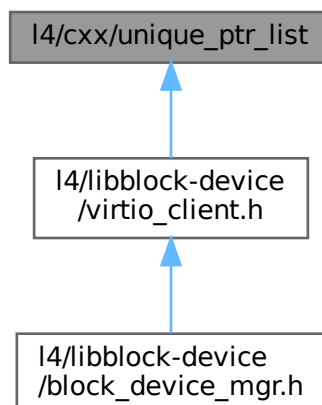 l4/cxx/unique_ptr_list
l4/libblock-device
/virtio_client.h
l4/libblock-device
/block_device_mgr.h